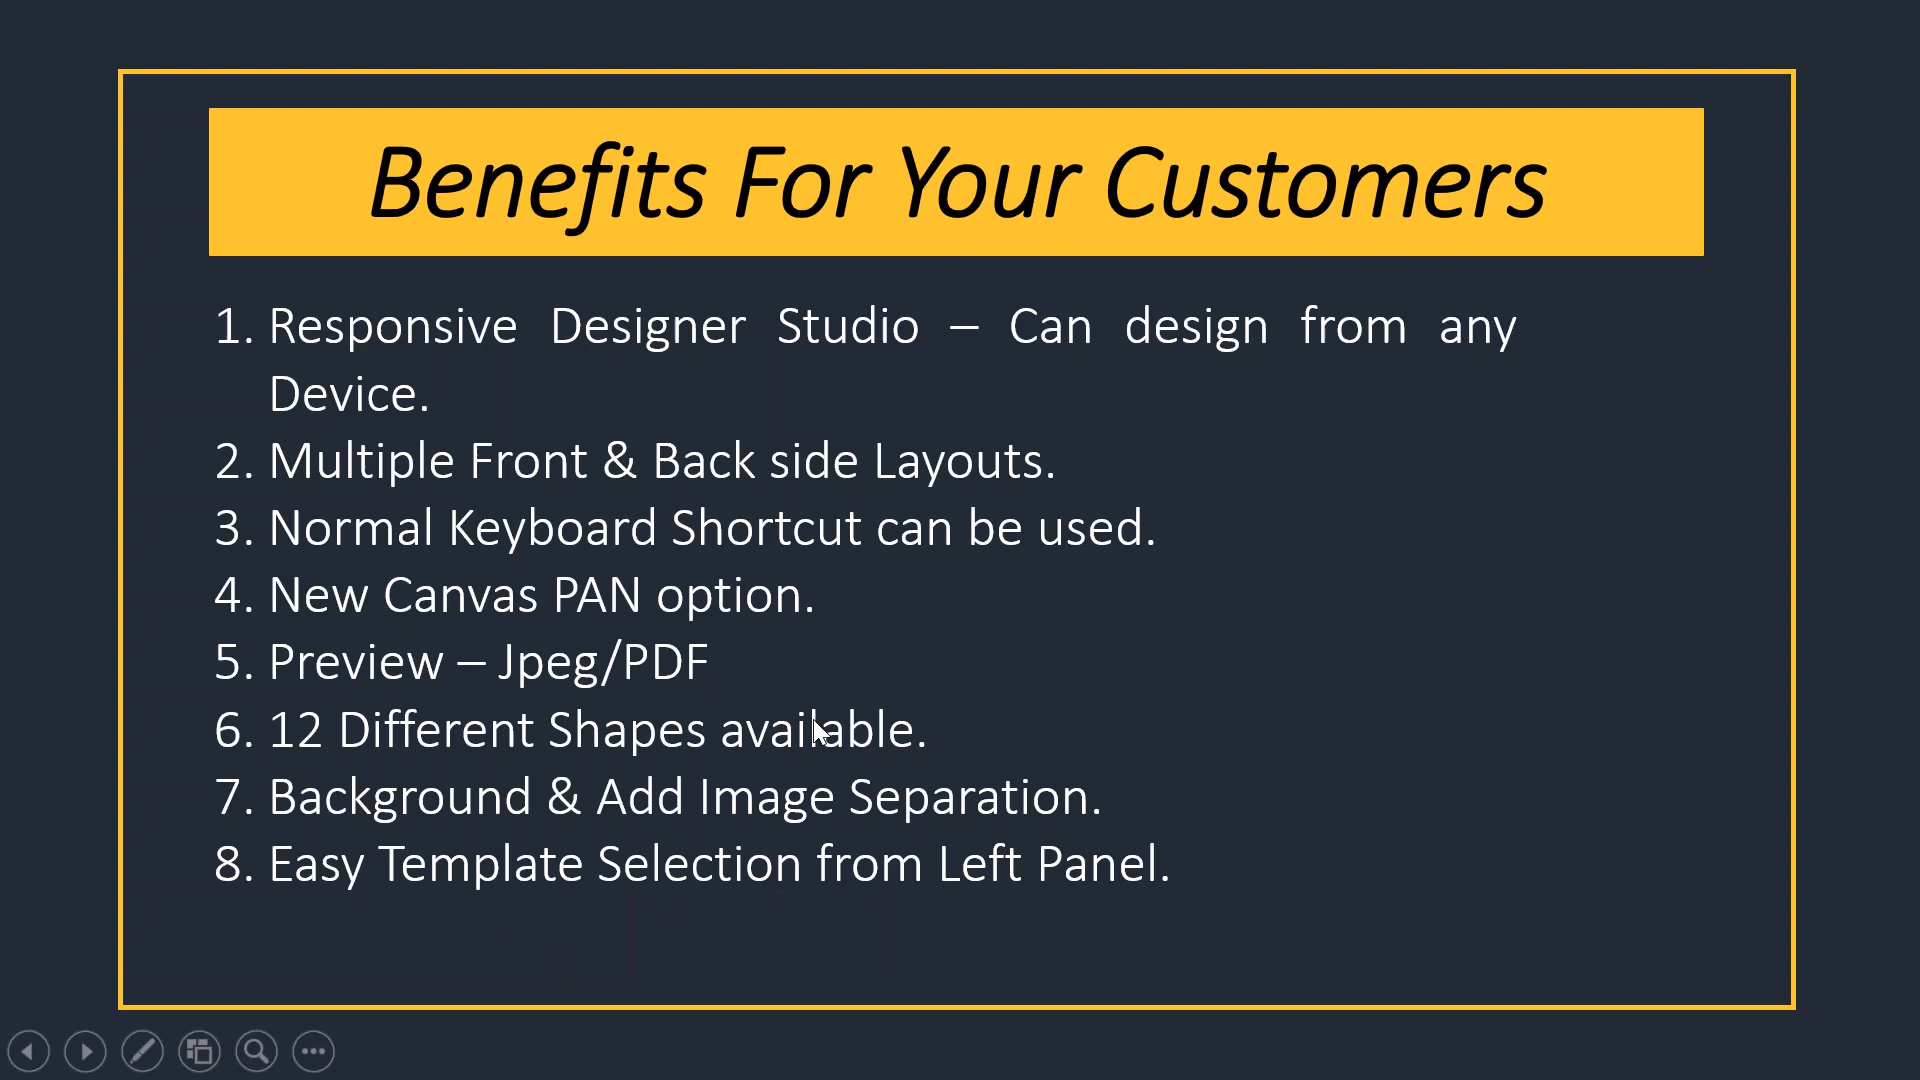 Benefits For Your Customers
1. Responsive Designer Studio – Can design from any
Device.
2. Multiple Front & Back side Layouts.
3. Normal Keyboard Shortcut can be used.
4. New Canvas PAN option.
5. Preview – Jpeg/PDF
6. 12 Different Shapes available.
7. Background & Add Image Separation.
8. Easy Template Selection from Left Panel.